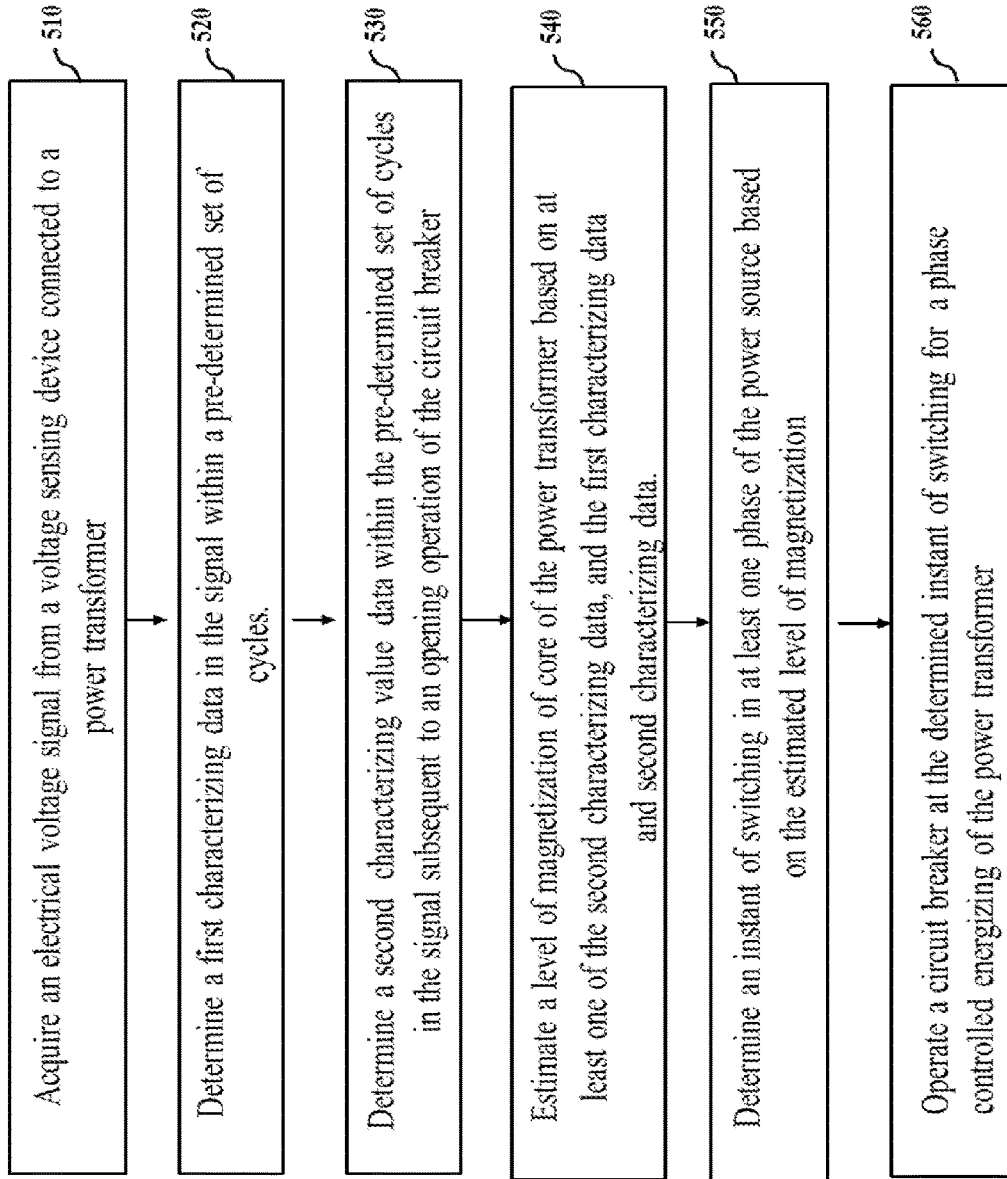 Acquire an electrical voltage signal from a voltage sensing device connected to a
power transformer
510
Determine a first characterizing data in the signal within a pre-determined set of
cycles.
520
Determine a second characterizing value data within the pre-determined set of cycles
in the signal subsequent to an opening operation of the circuit breaker
530
Estimate a level of magnetization of core of the power transformer based on at
least one of the second characterizing data, and the first characterizing data
and second characterizing data.
540
Determine an instant of switching in at least one phase of the power source based
on the estimated level of magnetization
550
Operate a circuit breaker at the determined instant of switching for a phase
controlled energizing of the power transformer
560